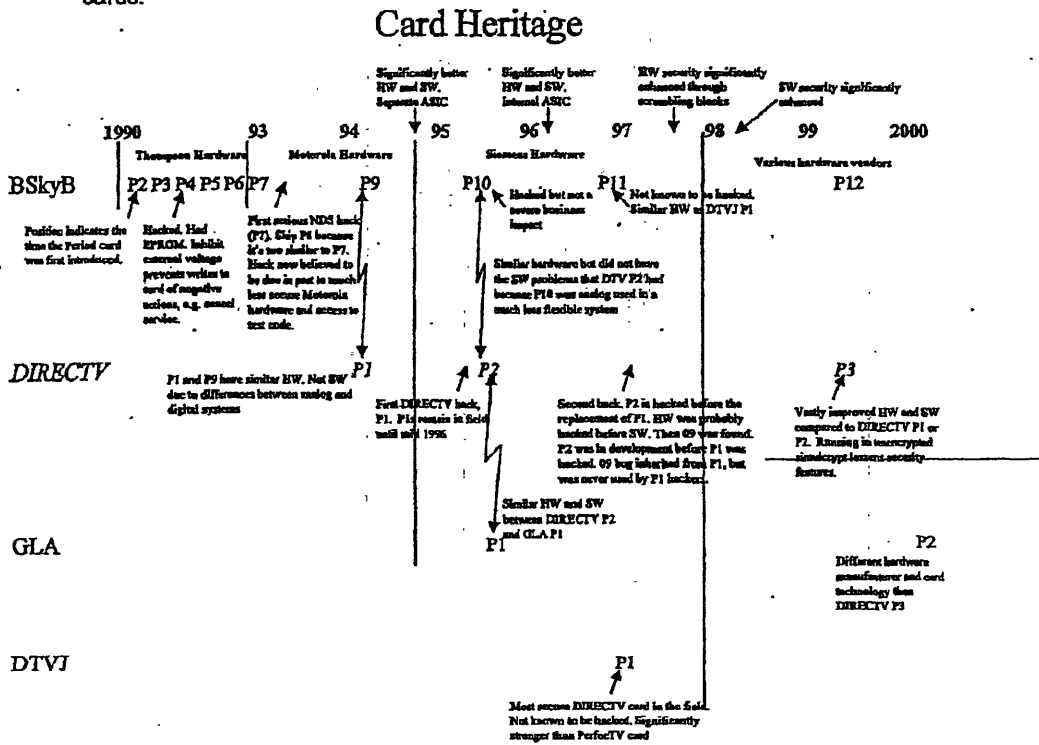 cards.
Card Heritage
Significantly better
HW and SW.
Separate ASIC
Significantly better
HW and SW.
Internal ASIC
HW security significantly
enhanced through
scrambling blocks
SW security significantly
enhanced
1990 93 94 95 96 97 98 99 2000
Thompson Hardware Motorola Hardware Siemens Hardware Various hardware vendors
BSkyB P2 P3 P4 P5 P6 P7 P9 P10 P11 P12
Position indicates the
time the Period card
was first introduced.
Hacked. Had
EPROM. Inhibit
external voltage
prevents writes to
card of negative
actions, e.g. cancel
service.
First serious NDS hack
(P7). Skip P8 because
it's too similar to P7.
Hack now believed to
be due in part to much
less secure Motorola
hardware and access to
test code.
Hacked but not a
severe business
impact
Not known to be hacked.
Similar HW as DTVJ P1
Similar hardware but did not have
the SW problems that DTV P2 had
because P10 was analog used in a
much less flexible system
DIRECTV P1 P2 P3
P1 and P9 have similar HW. Not SW
due to differences between analog and
digital systems
First DIRECTV hack,
P1. P1s remain in field
until mid 1996
Second hack. P2 is hacked before the
replacement of P1. HW was probably
hacked before SW. Then 09 was found.
P2 was in development before P1 was
hacked. 09 bug inherited from P1, but
was never used by P1 hackers.
Vastly improved HW and SW
compared to DIRECTV P1 or
P2. Running in unencrypted
simulcrypt lessens security
features.
Similar HW and SW
between DIRECTV P2
and GLA P1
GLA P1 P2
Different hardware
manufacturer and card
technology then
DIRECTV P3
DTVJ P1
Most secure DIRECTV card in the field.
Not known to be hacked. Significantly
stronger than PerfecTV card